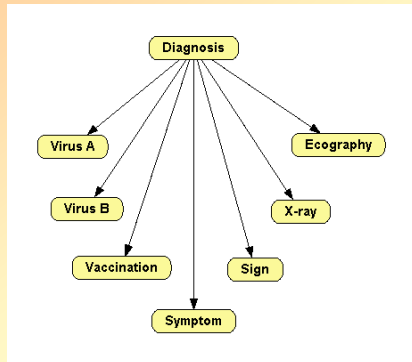 Diagnosis
Virus A
Ecography
Virus B
X-ray
Vaccination
Sign
Symptom